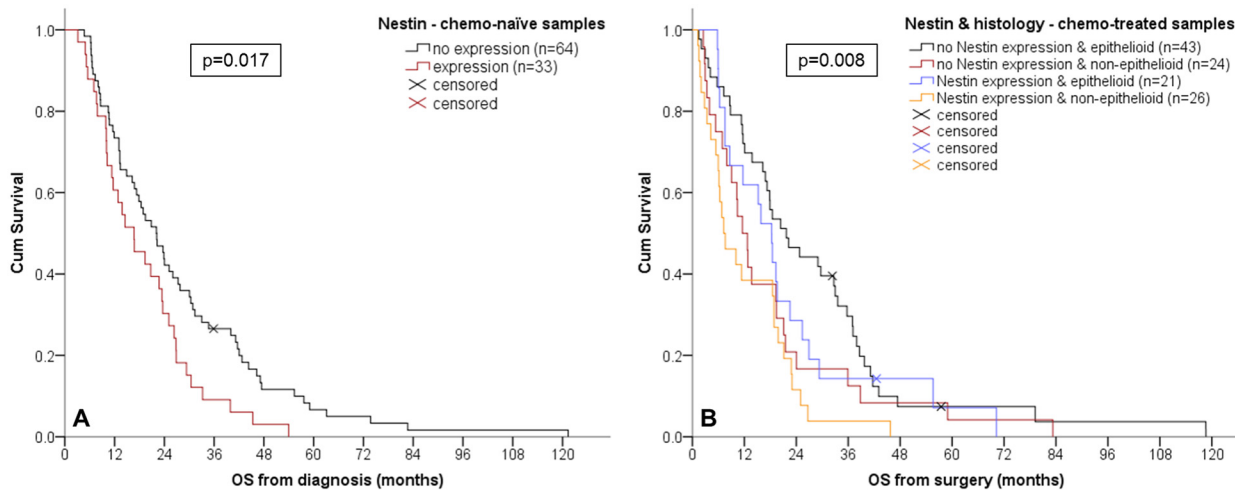 Nestin - chemo-naïve samples
no expression (n=64)
expression (n=33)
censored
censored
p=0.017
Cum Survival
1.0
0.8
0.6
0.4
0.2
0.0
A
0 12 24 36 48 60 72 84 96 108 120
OS from diagnosis (months)
Nestin & histology - chemo-treated samples
no Nestin expression & epithelioid (n=43)
no Nestin expression & non-epithelioid (n=24)
Nestin expression & epithelioid (n=21)
Nestin expression & non-epithelioid (n=26)
censored
censored
censored
censored
p=0.008
Cum Survival
1.0
0.8
0.6
0.4
0.2
0.0
B
0 12 24 36 48 60 72 84 96 108 120
OS from surgery (months)